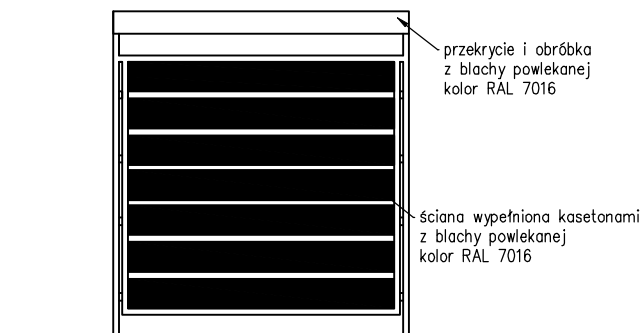 przekrycie i obróbka
z blachy powlekanej
kolor RAL 7016
ściana wypełniona kasetonami
z blachy powlekanej
kolor RAL 7016